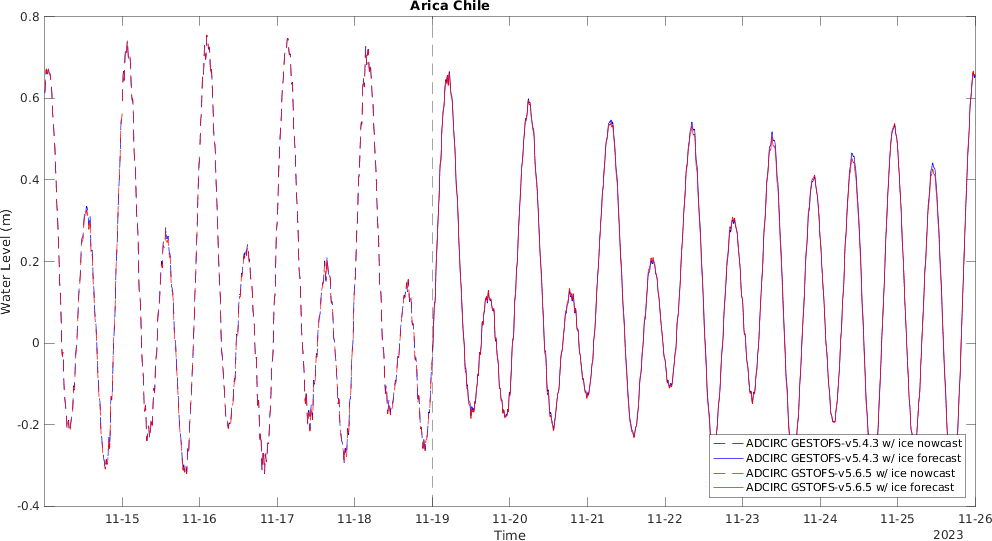 Arica Chile
Water Level (m)
0.8
0.6
0.4
0.2
0
-0.2
-0.4
ADCIRC GESTOFS-v5.4.3 w/ ice nowcast
ADCIRC GESTOFS-v5.4.3 w/ ice forecast
ADCIRC GSTOFS-v5.6.5 w/ ice nowcast
ADCIRC GSTOFS-v5.6.5 w/ ice forecast
11-15 11-16 11-17 11-18 11-19 11-20 11-21 11-22 11-23 11-24 11-25 11-26
Time
2023